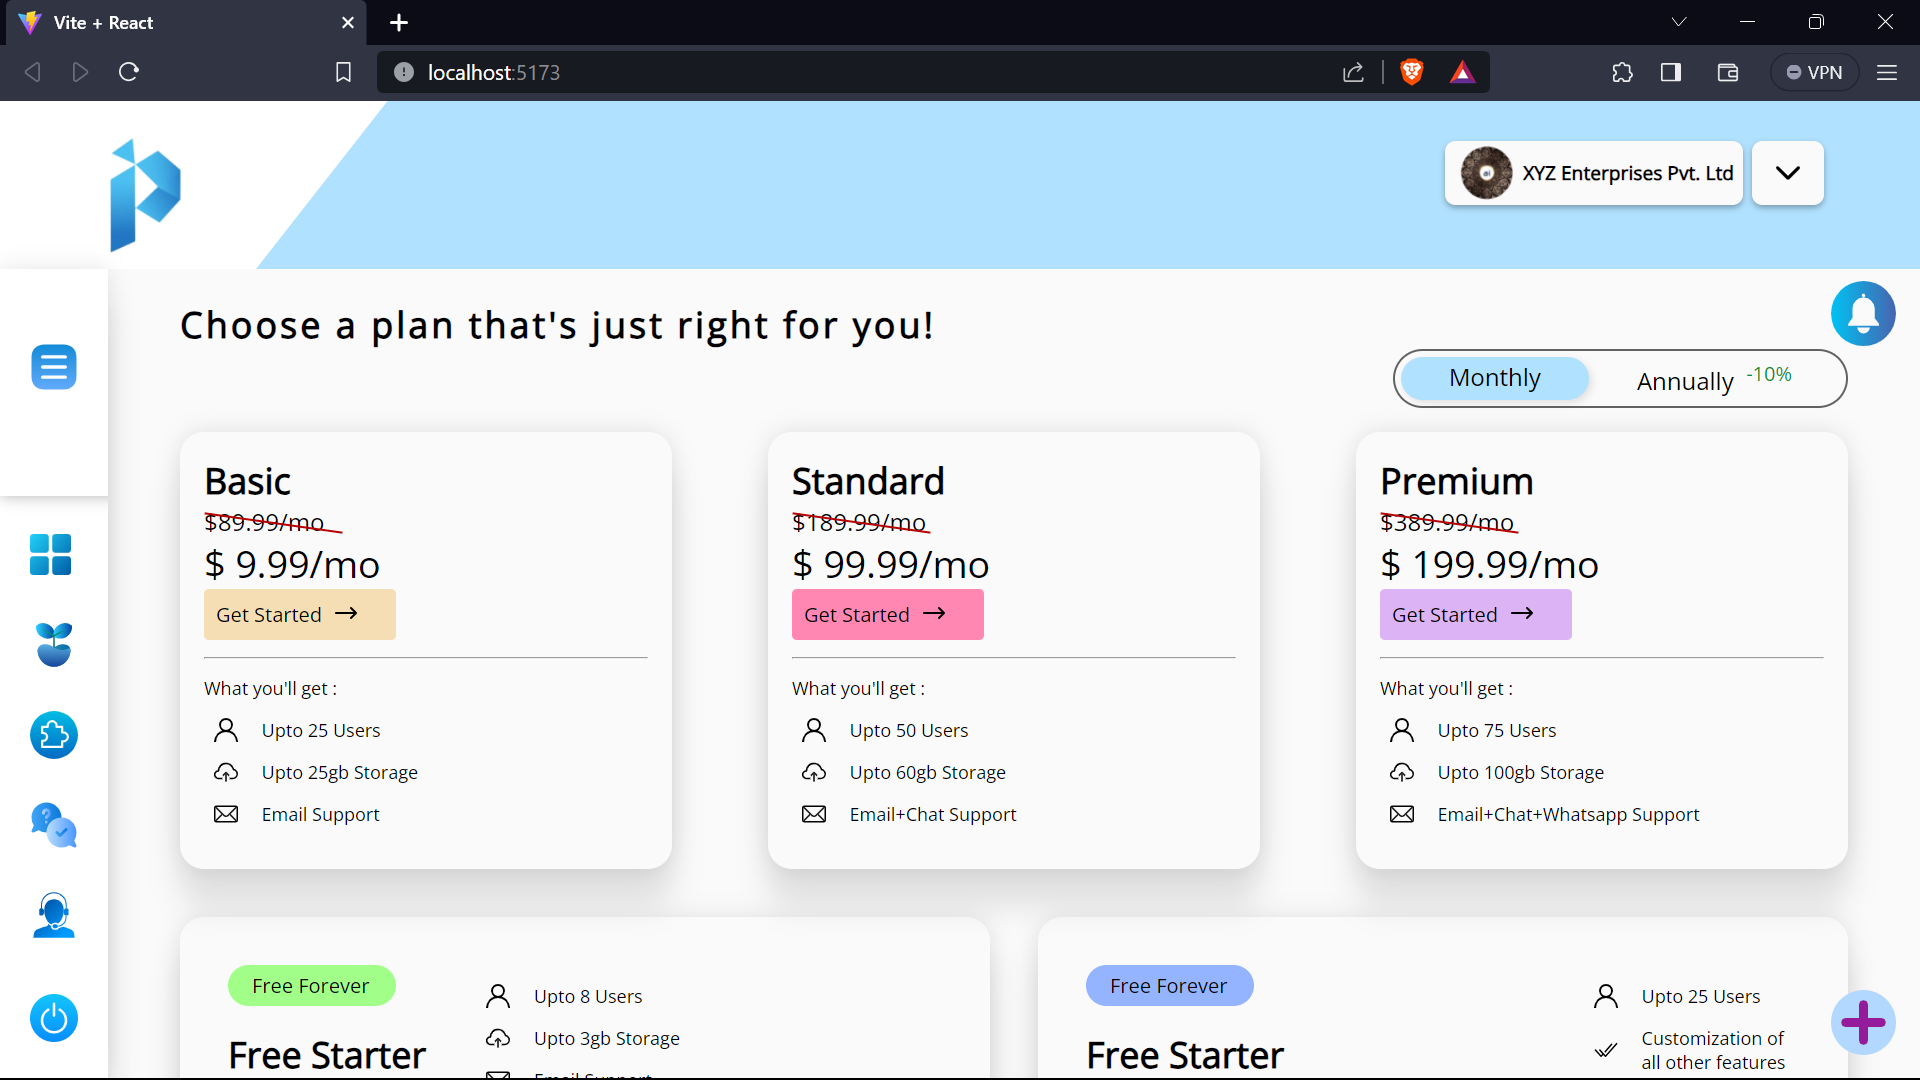 Vite + React
localhost:5173
VPN
XYZ Enterprises Pvt. Ltd
Choose a plan that's just right for you!
Monthly
Annually -10%
Basic
$89.99/mo
$ 9.99/mo
Get Started
What you'll get :
Upto 25 Users
Upto 25gb Storage
Email Support
Standard
$189.99/mo
$ 99.99/mo
Get Started
What you'll get :
Upto 50 Users
Upto 60gb Storage
Email+Chat Support
Premium
$389.99/mo
$ 199.99/mo
Get Started
What you'll get :
Upto 75 Users
Upto 100gb Storage
Email+Chat+Whatsapp Support
Free Forever
Free Starter
Upto 8 Users
Upto 3gb Storage
Email Support
Free Forever
Free Starter
Upto 25 Users
Customization of
all other features